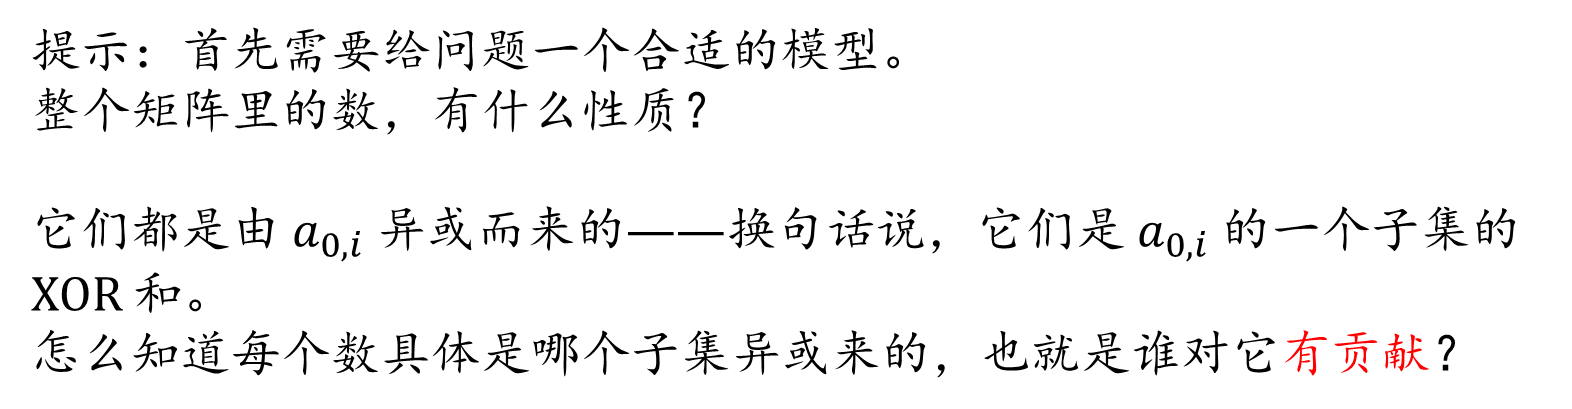 提示：首先需要给问题一个合适的模型。
整个矩阵里的数，有什么性质？
它们都是由 a_{0,i} 异或而来的——换句话说，它们是 a_{0,i} 的一个子集的
XOR 和。
怎么知道每个数具体是哪个子集异或来的，也就是谁对它有贡献？